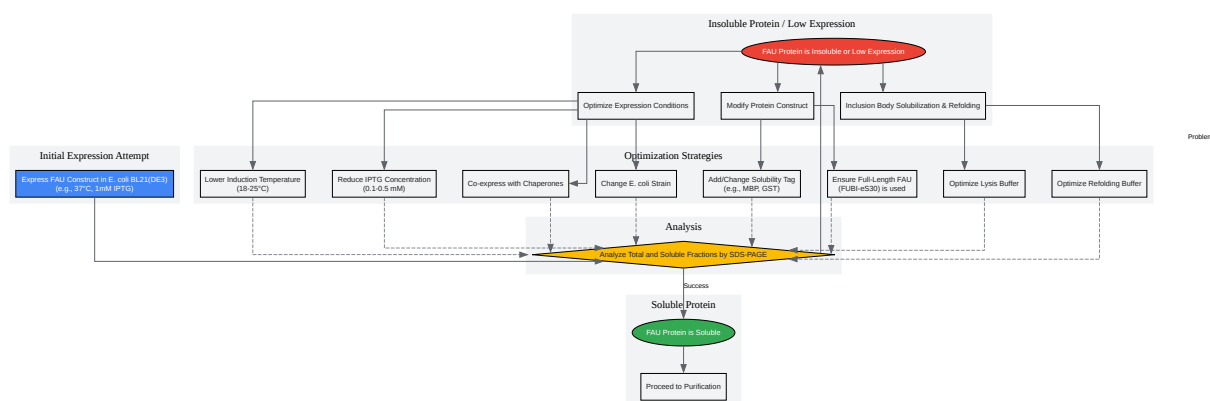 Insoluble Protein / Low Expression
FAU Protein is Insoluble or Low Expression
Optimize Expression Conditions
Modify Protein Construct
Inclusion Body Solubilization & Refolding
Probler
Initial Expression Attempt
Express FAU Construct in E. coli BL21(DE3)
(e.g., 37°C, 1mM IPTG)
Optimization Strategies
Lower Induction Temperature
(18-25°C)
Reduce IPTG Concentration
(0.1-0.5 mM)
Co-express with Chaperones
Change E. coli Strain
Add/Change Solubility Tag
(e.g., MBP, GST)
Ensure Full-Length FAU
(FUBI-eS30) is used
Optimize Lysis Buffer
Optimize Refolding Buffer
Analysis
Analyze Total and Soluble Fractions by SDS-PAGE
Success
Soluble Protein
FAU Protein is Soluble
Proceed to Purification